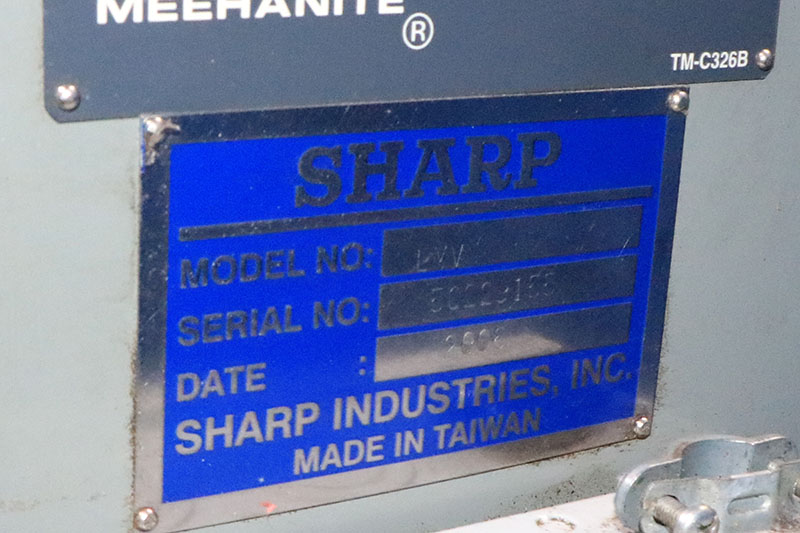 MEEHANITE®
TM-C326B
SHARP
MODEL NO:
SERIAL NO:
DATE :
SHARP INDUSTRIES, INC.
MADE IN TAIWAN